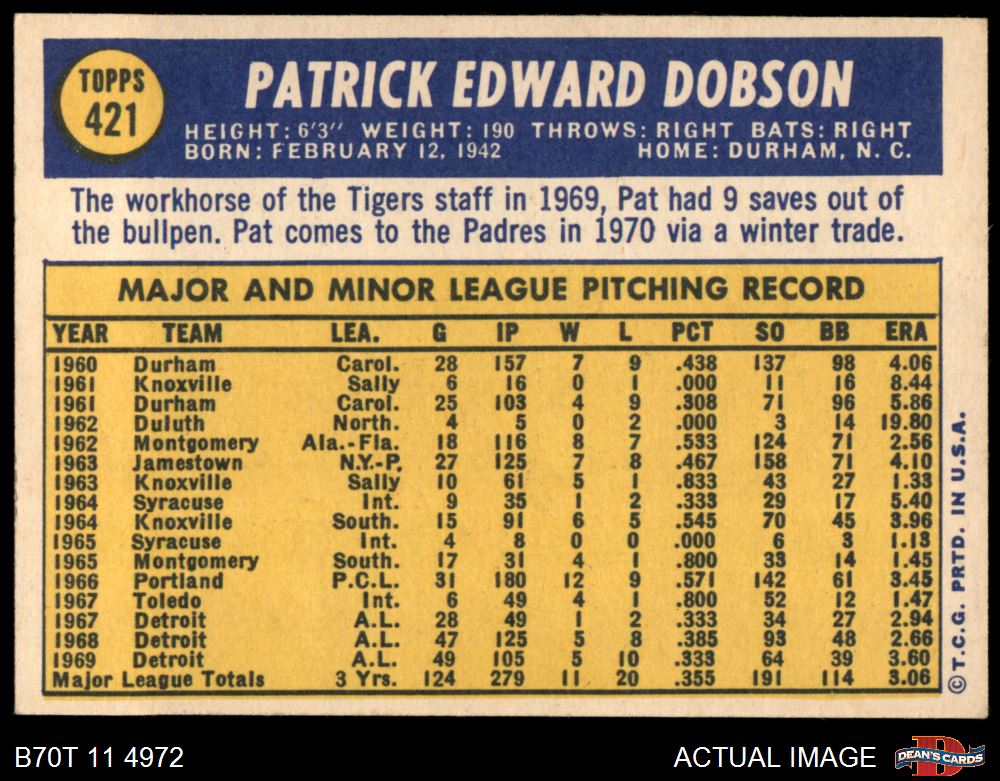 TOPPS
421
PATRICK EDWARD DOBSON
HEIGHT: 6'3" WEIGHT: 190 THROWS: RIGHT BATS: RIGHT
BORN: FEBRUARY 12, 1942 HOME: DURHAM, N. C.
The workhorse of the Tigers staff in 1969, Pat had 9 saves out of
the bullpen. Pat comes to the Padres in 1970 via a winter trade.
MAJOR AND MINOR LEAGUE PITCHING RECORD
YEAR TEAM LEA. G IP W L PCT SO BB ERA
1960 Durham Carol. 28 157 7 9 .438 137 98 4.06
1961 Knoxville Sally 6 16 0 1 .000 11 16 8.44
1961 Durham Carol. 25 103 4 9 .308 71 96 5.86
1962 Duluth North. 4 5 0 2 .000 3 14 19.80
1962 Montgomery Ala.-Fla. 18 116 8 7 .533 124 71 2.56
1963 Jamestown N.Y.-P. 27 125 7 8 .467 158 71 4.10
1963 Knoxville Sally 10 61 5 1 .833 43 27 1.33
1964 Syracuse Int. 9 35 1 2 .333 29 17 5.40
1964 Knoxville South. 15 91 6 5 .545 70 45 3.96
1965 Syracuse Int. 4 8 0 0 .000 6 3 1.13
1965 Montgomery South. 17 31 4 1 .800 33 14 1.45
1966 Portland P.C.L. 31 180 12 9 .571 142 61 3.45
1967 Toledo Int. 6 49 4 1 .800 52 12 1.47
1967 Detroit A.L. 28 49 1 2 .333 34 27 2.94
1968 Detroit A.L. 47 125 5 8 .385 93 48 2.66
1969 Detroit A.L. 49 105 5 10 .333 64 39 3.60
Major League Totals 3 Yrs. 124 279 11 20 .355 191 114 3.06
© T.C.G. PRTD. IN U.S.A.
B70T 11 4972
ACTUAL IMAGE
D
DEAN'S CARDS